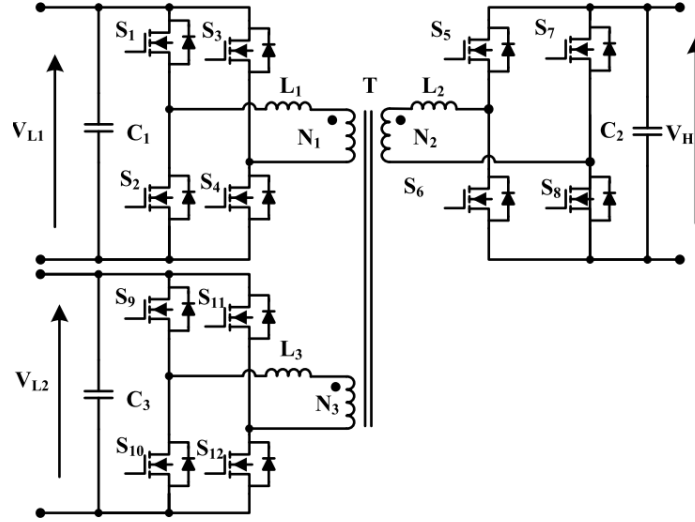 S1 S3 S5 S7
L1 T L2
VL1 C1 N1 N2 C2 VH
S2 S4 S6 S8
S9 S11
L3
VL2 C3 N3
S10 S12